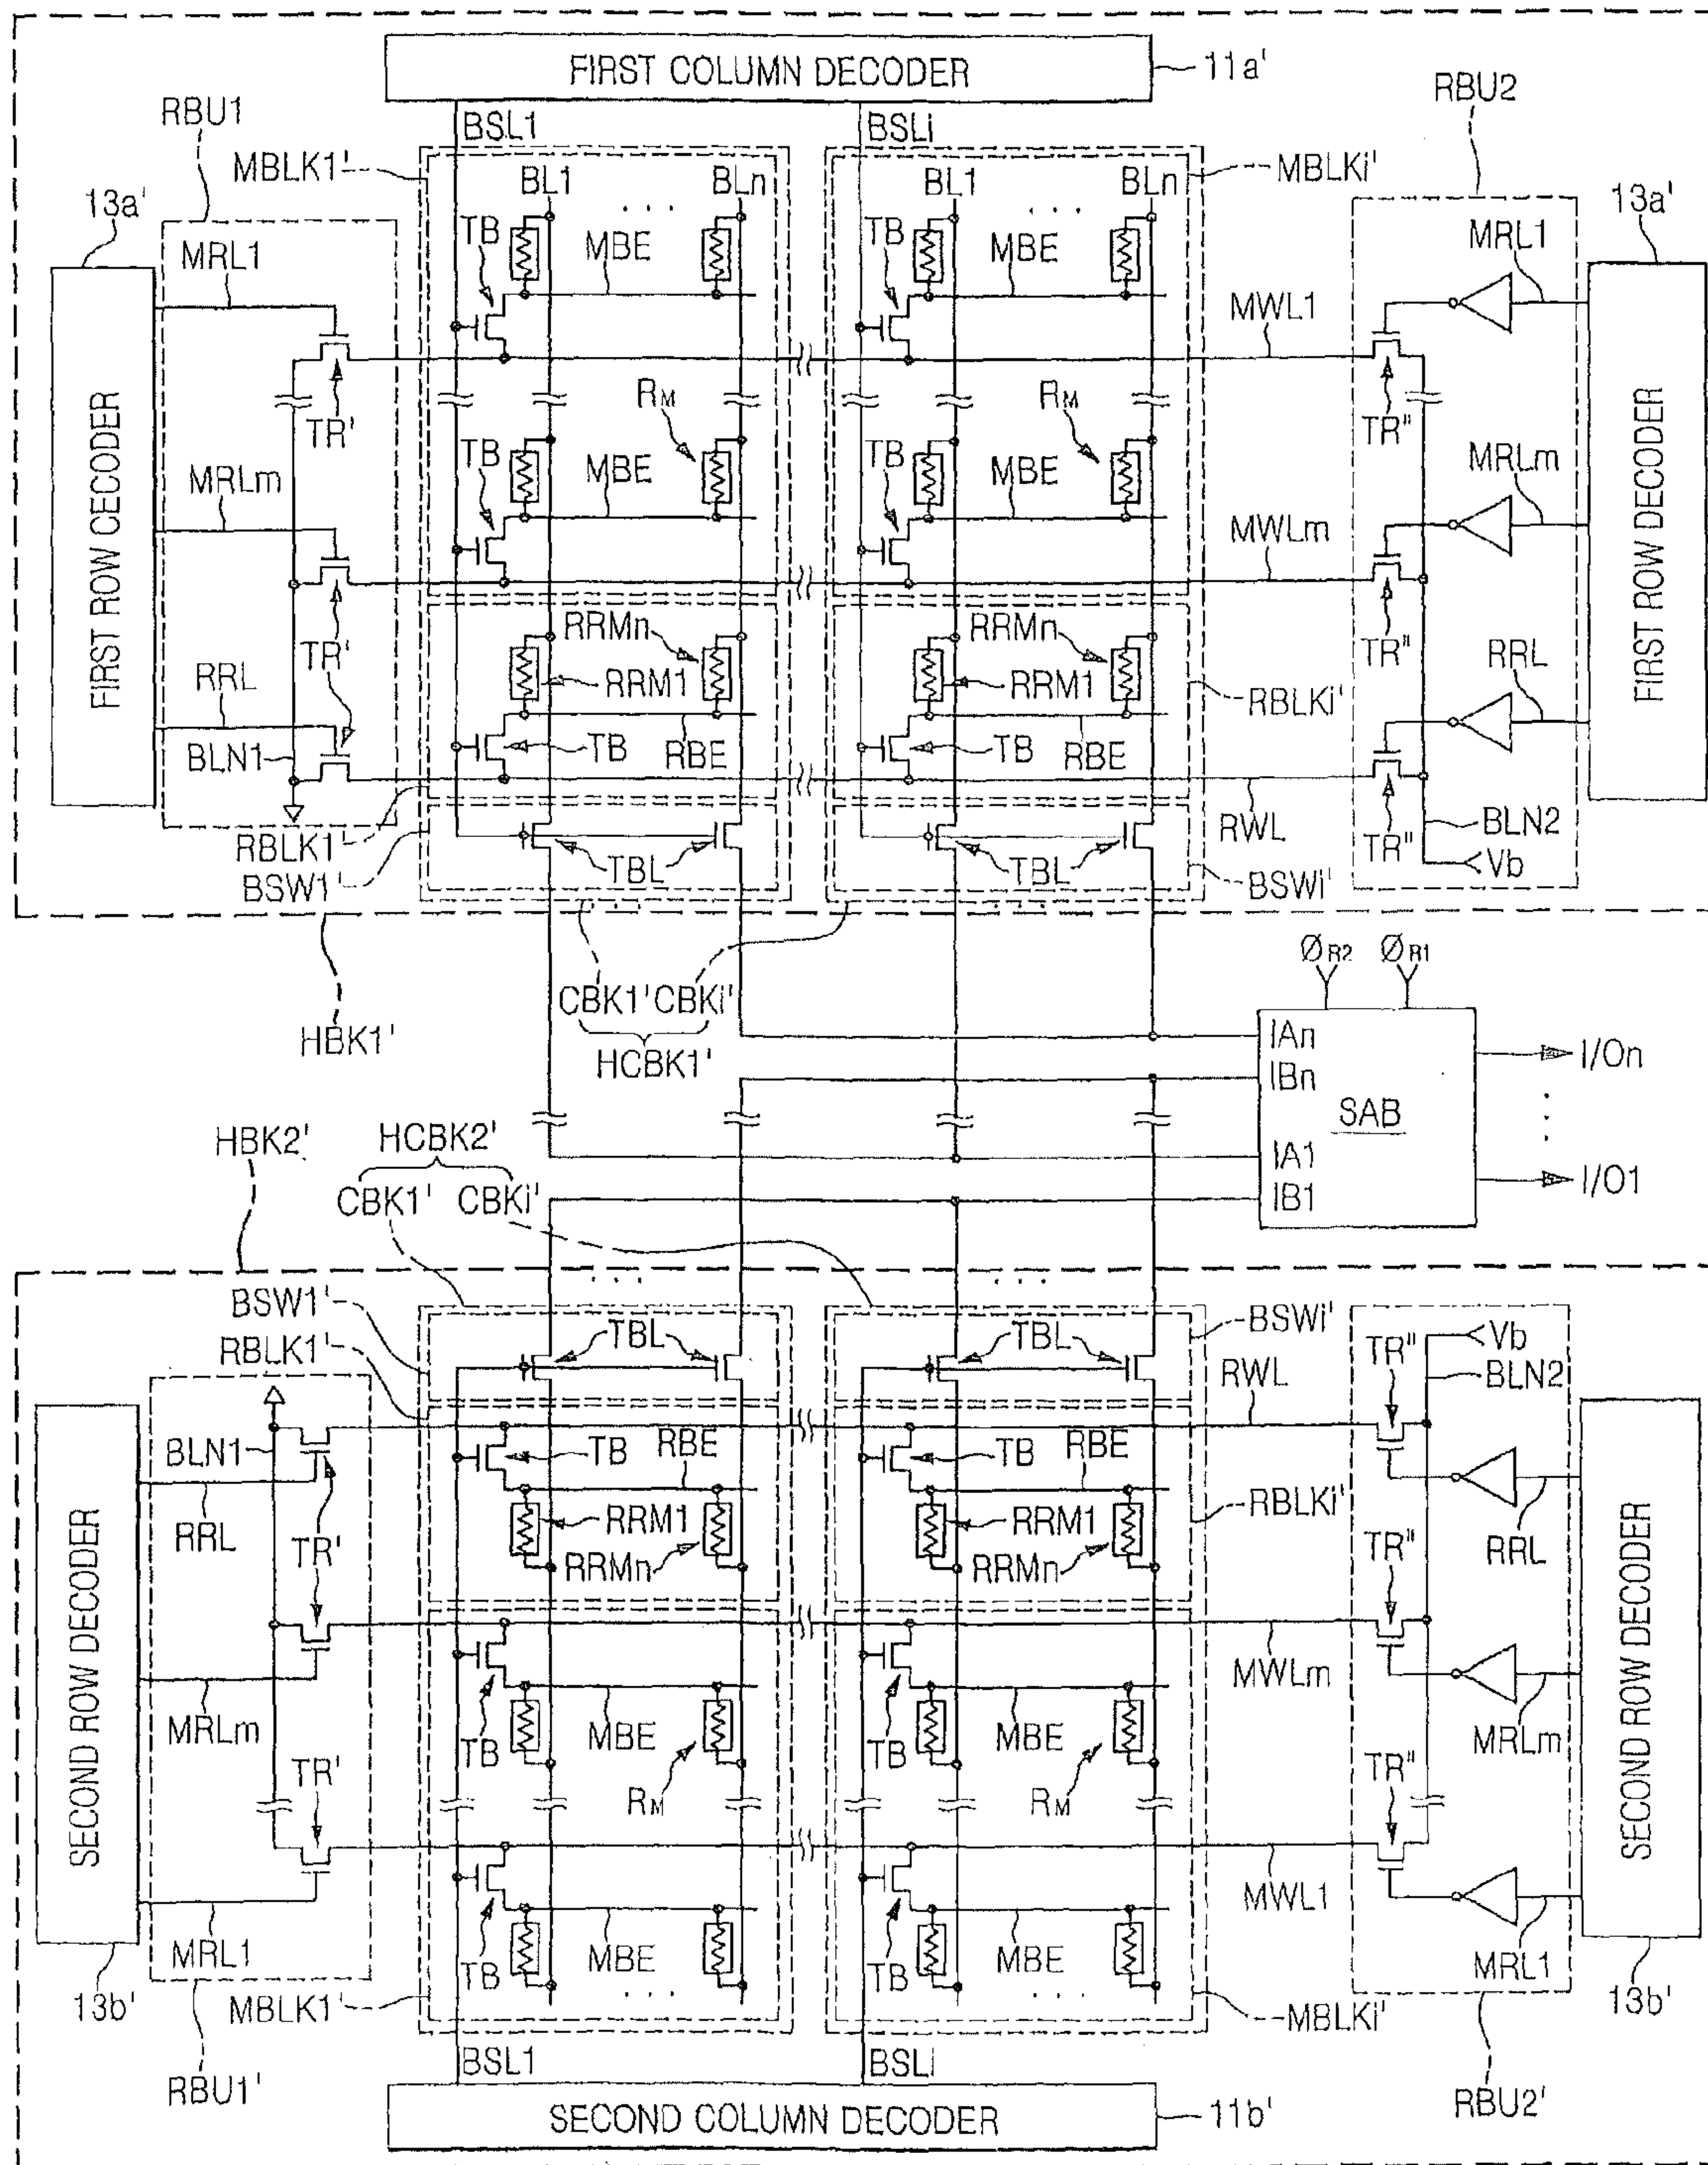 FIRST COLUMN DECODER
11a'
RBU1
RBU2
BSL1
BSLi
MBLK1'
MBLKi'
BL1
BLn
BL1
BLn
13a'
13a'
. . .
. . .
TB
MBE
TB
MBE
MRL1
MRL1
MWL1
FIRST ROW CECODER
FIRST ROW DECODER
TR'
RM
RM
TR"
TB
MBE
TB
MBE
MRLm
MRLm
MWLm
RRMn
RRMn
TR'
TR"
RRL
RRL
RRM1
RRM1
RBLKi'
BLN1
TB
RBE
TB
RBE
RWL
TR"
BLN2
RBLK1'
TBL
TBL
Vb
BSW1'
BSWi'
. . .
. . .
ØR2
ØR1
CBK1'
CBKi'
HBK1'
HCBK1'
IAn
I/On
IBn
SAB
HBK2'
HCBK2'
IA1
I/O1
CBK1'
CBKi'
IB1
. . .
. . .
BSW1'
TBL
TBL
BSWi'
Vb
RBLK1'
TR"
RWL
BLN2
BLN1
TB
RBE
TB
RBE
RRM1
RRM1
RBLKi'
RRL
TR'
RRMn
RRMn
TR"
RRL
SECOND ROW DECODER
SECOND ROW DECODER
MWLm
MRLm
TB
MBE
TB
MBE
MRLm
TR'
RM
RM
TR"
MWL1
MRL1
TB
MBE
TB
MBE
MRL1
13b'
MBLK1'
. . .
. . .
MBLKi'
13b'
BSL1
BSLi
RBU1'
RBU2'
SECOND COLUMN DECODER
11b'